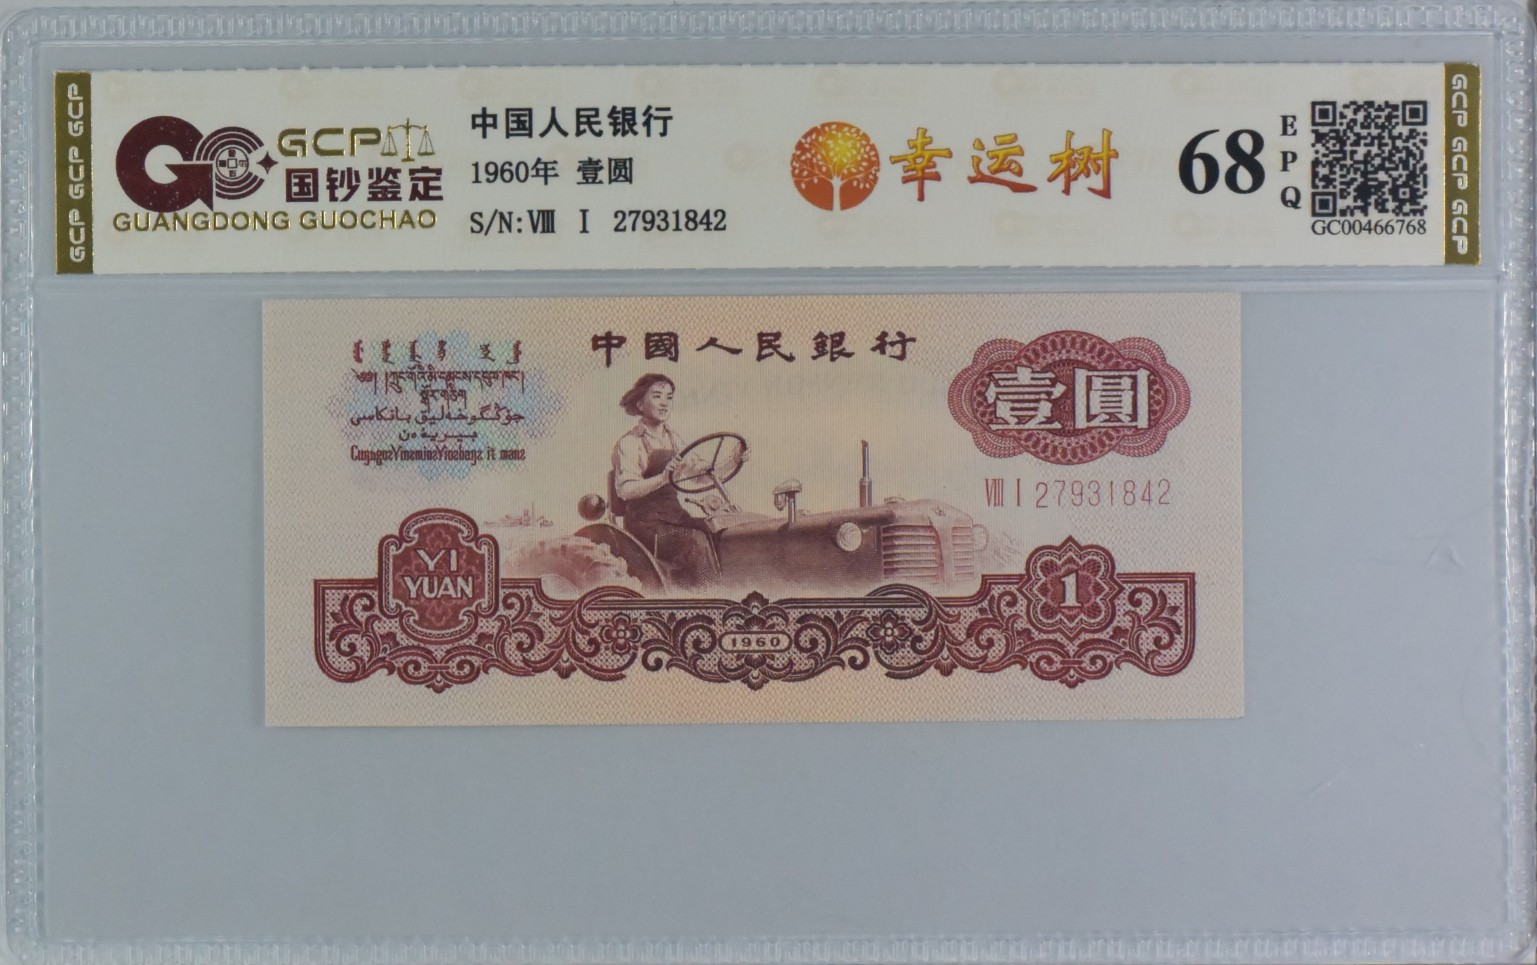 GCP GCP GCP
GCP
国钞鉴定
GUANGDONG GUOCHAO
中国人民银行
1960年 壹圆
S/N:Ⅷ Ⅰ 27931842
幸运树
68
EPQ
GC00466768
GCP GCP GCP
中國人民銀行
壹圓
Ⅷ Ⅰ 27931842
YI
YUAN
1960
1